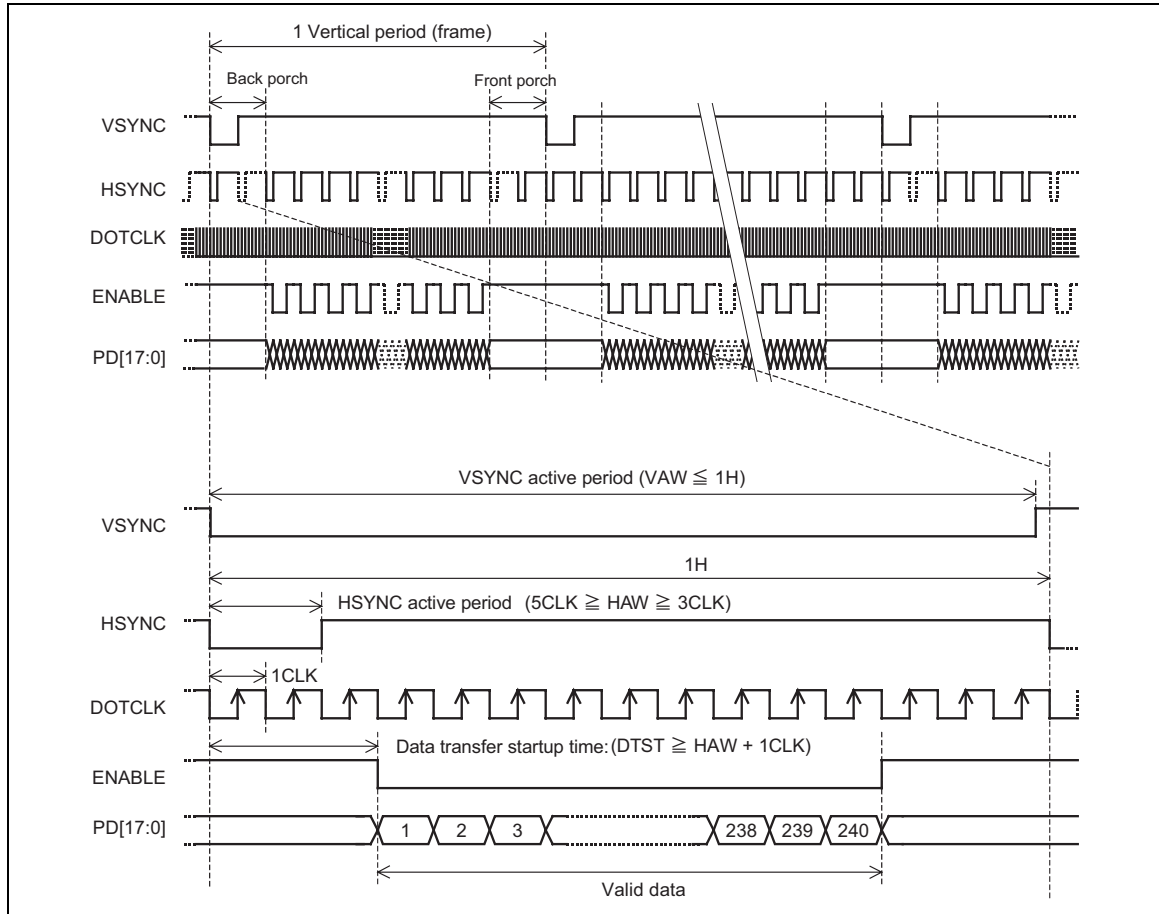 1 Vertical period (frame)
Back porch
Front porch
VSYNC
HSYNC
DOTCLK
ENABLE
PD[17:0]
VSYNC active period (VAW ≦ 1H)
VSYNC
1H
HSYNC active period (5CLK ≧ HAW ≧ 3CLK)
HSYNC
1CLK
DOTCLK
Data transfer startup time: (DTST ≧ HAW + 1CLK)
ENABLE
PD[17:0]
1 2 3 238 239 240
Valid data